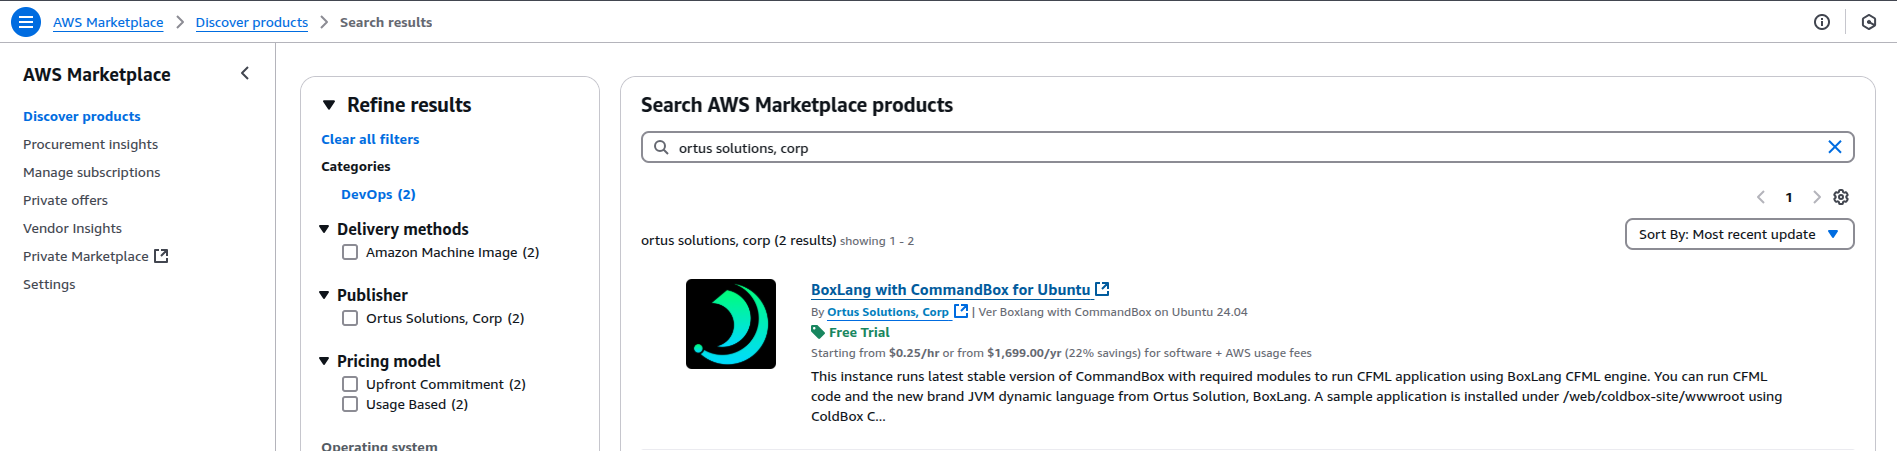 AWS Marketplace
Discover products
Search results
AWS Marketplace
Discover products
Procurement insights
Manage subscriptions
Private offers
Vendor Insights
Private Marketplace
Settings
Refine results
Clear all filters
Categories
DevOps (2)
Delivery methods
Amazon Machine Image (2)
Publisher
Ortus Solutions, Corp (2)
Pricing model
Upfront Commitment (2)
Usage Based (2)
Operating system
Search AWS Marketplace products
ortus solutions, corp
1
ortus solutions, corp (2 results) showing 1 - 2
Sort By: Most recent update
BoxLang with CommandBox for Ubuntu
By Ortus Solutions, Corp | Ver Boxlang with CommandBox on Ubuntu 24.04
Free Trial
Starting from $0.25/hr or from $1,699.00/yr (22% savings) for software + AWS usage fees
This instance runs latest stable version of CommandBox with required modules to run CFML application using BoxLang CFML engine. You can run CFML
code and the new brand JVM dynamic language from Ortus Solution, BoxLang. A sample application is installed under /web/coldbox-site/wwwroot using
ColdBox C...